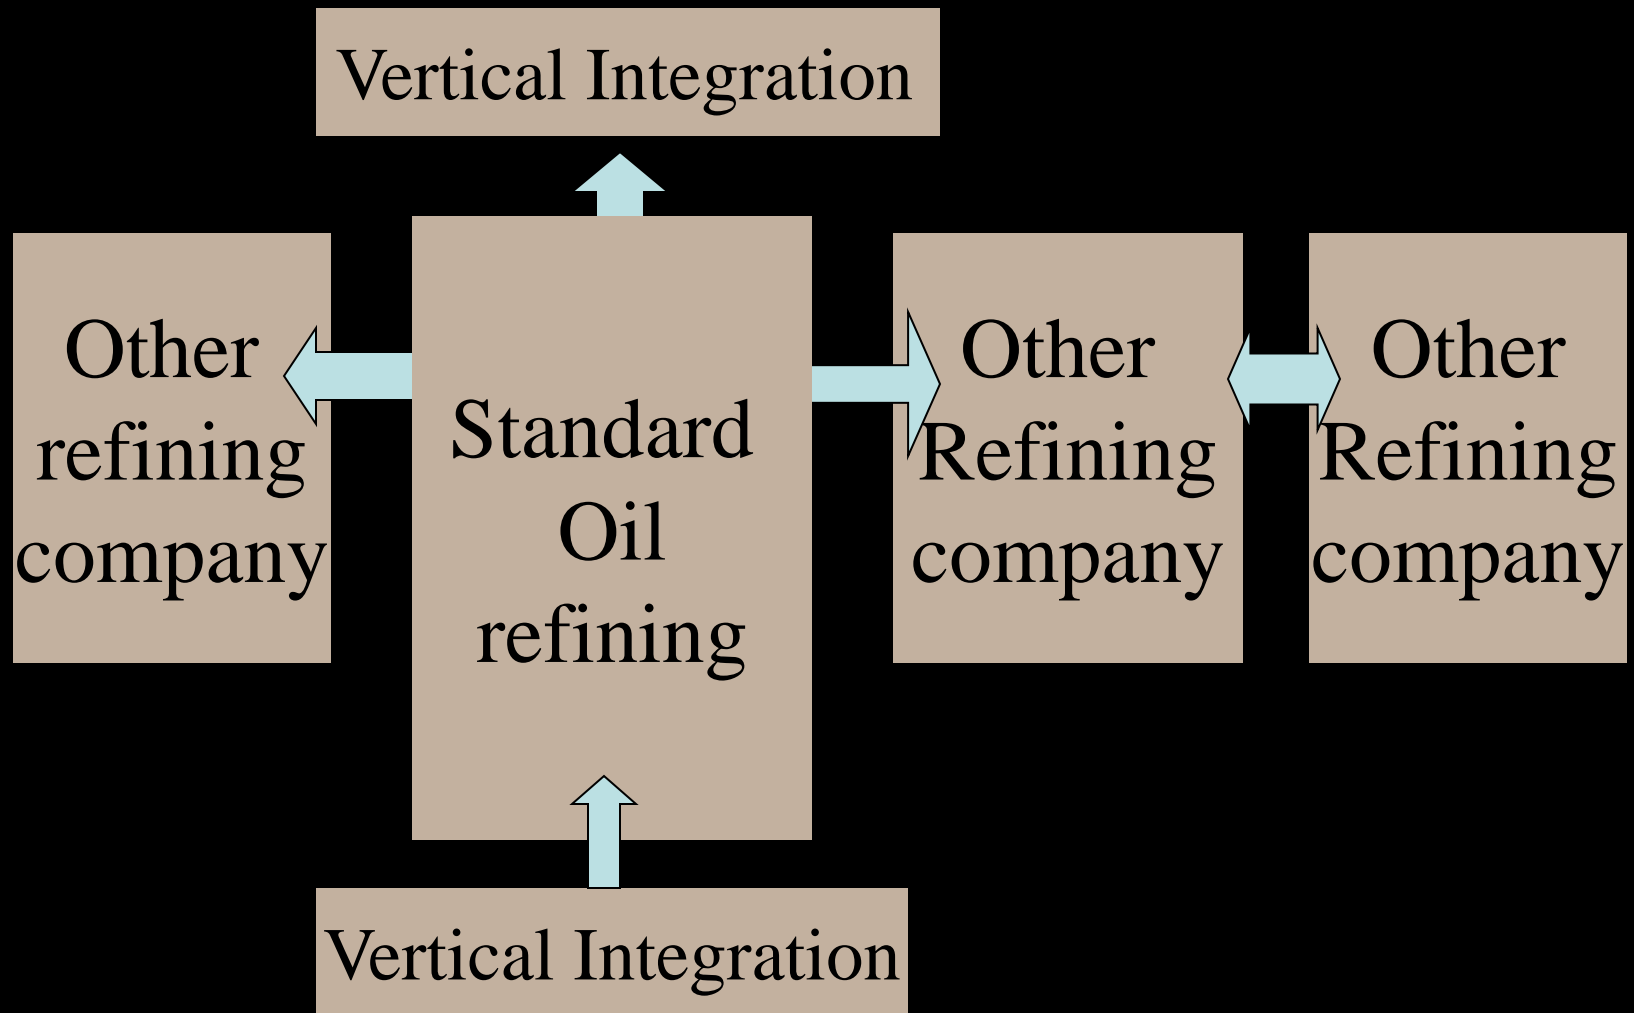 Vertical Integration
Other
refining
company
Standard
Oil
refining
Other
Refining
company
Other
Refining
company
Vertical Integration